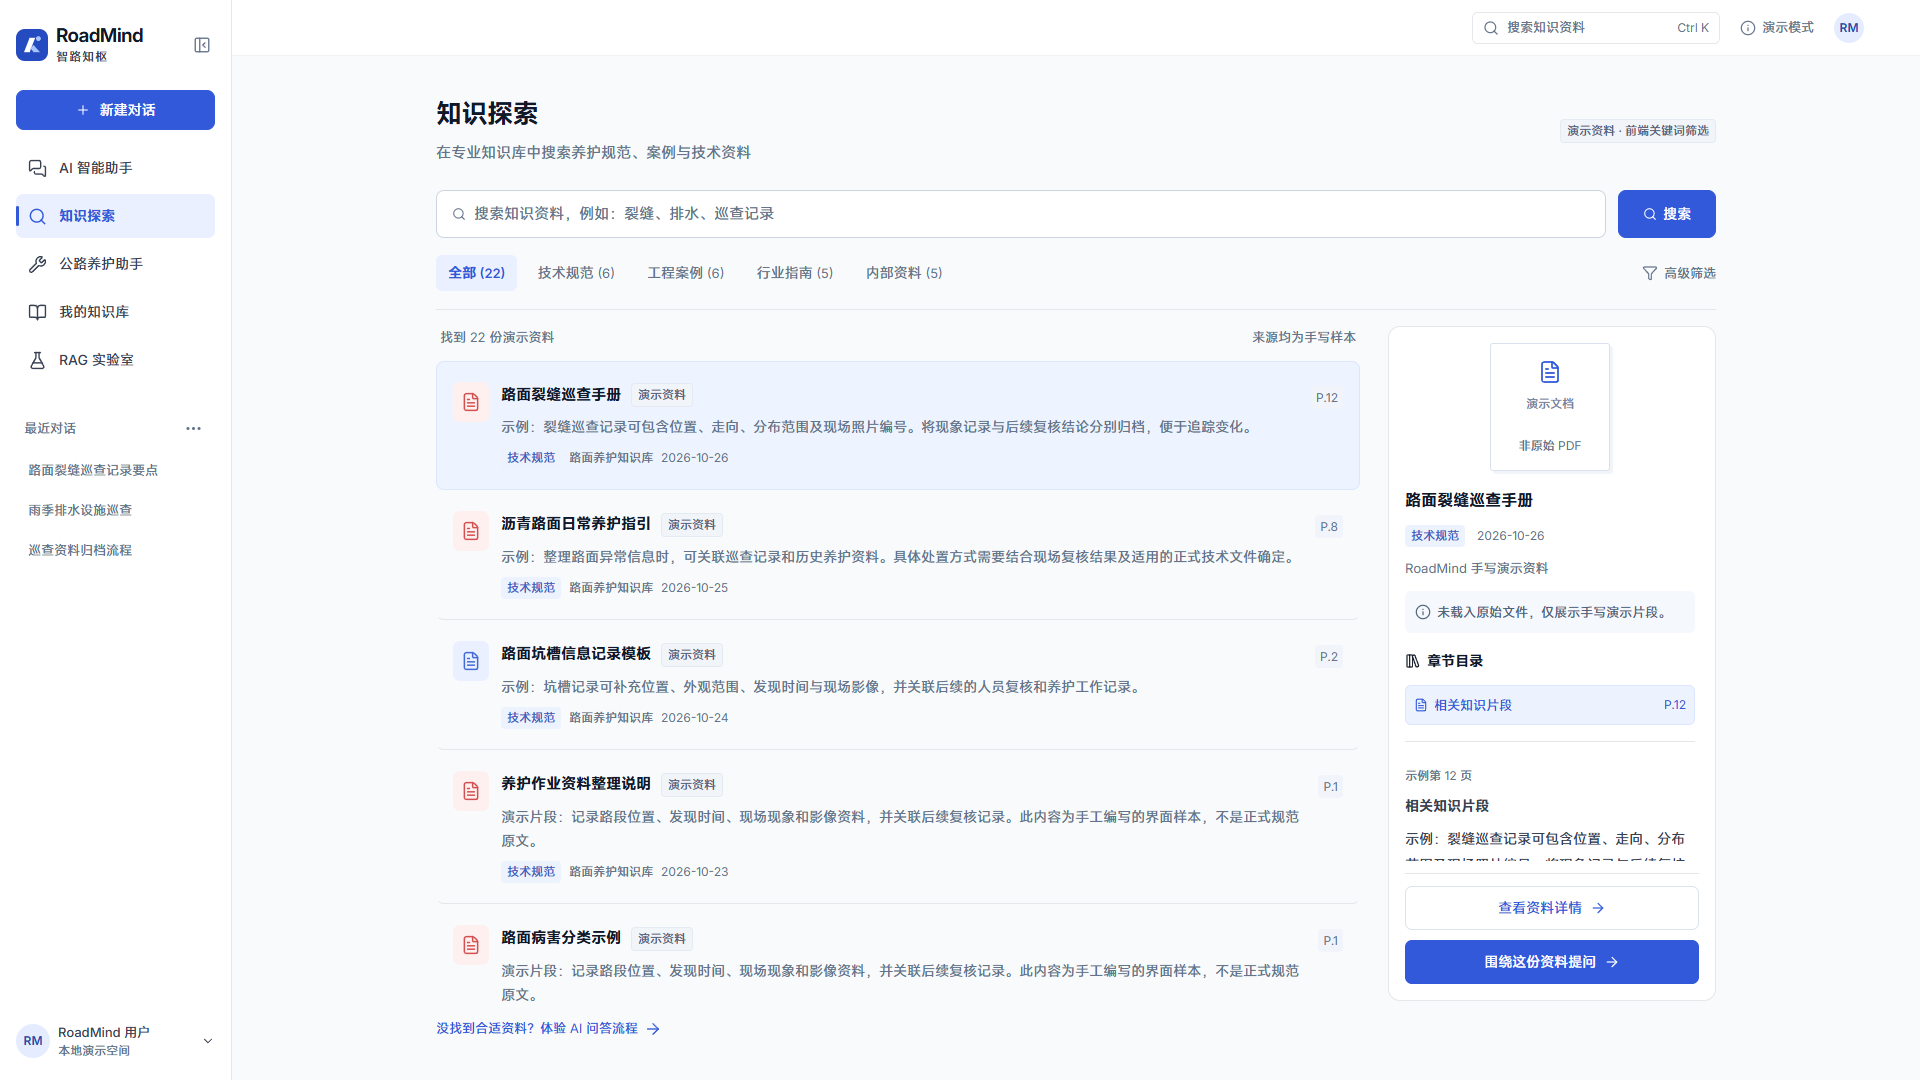 RoadMind
智路知枢
新建对话
AI 智能助手
知识探索
公路养护助手
我的知识库
RAG 实验室
最近对话
路面裂缝巡查记录要点
雨季排水设施巡查
巡查资料归档流程
RM
RoadMind 用户
本地演示空间
搜索知识资料
Ctrl K
演示模式
RM
知识探索
在专业知识库中搜索养护规范、案例与技术资料
演示资料 · 前端关键词筛选
搜索知识资料，例如：裂缝、排水、巡查记录
搜索
全部 (22)
技术规范 (6)
工程案例 (6)
行业指南 (5)
内部资料 (5)
高级筛选
找到 22 份演示资料
来源均为手写样本
路面裂缝巡查手册
演示资料
P.12
示例：裂缝巡查记录可包含位置、走向、分布范围及现场照片编号。将现象记录与后续复核结论分别归档，便于追踪变化。
技术规范 路面养护知识库 2026-10-26
沥青路面日常养护指引
演示资料
P.8
示例：整理路面异常信息时，可关联巡查记录和历史养护资料。具体处置方式需要结合现场复核结果及适用的正式技术文件确定。
技术规范 路面养护知识库 2026-10-25
路面坑槽信息记录模板
演示资料
P.2
示例：坑槽记录可补充位置、外观范围、发现时间与现场影像，并关联后续的人员复核和养护工作记录。
技术规范 路面养护知识库 2026-10-24
养护作业资料整理说明
演示资料
P.1
演示片段：记录路段位置、发现时间、现场现象和影像资料，并关联后续复核记录。此内容为手工编写的界面样本，不是正式规范
原文。
技术规范 路面养护知识库 2026-10-23
路面病害分类示例
演示资料
P.1
演示片段：记录路段位置、发现时间、现场现象和影像资料，并关联后续复核记录。此内容为手工编写的界面样本，不是正式规范
原文。
没找到合适资料？体验 AI 问答流程
演示文档
非原始 PDF
路面裂缝巡查手册
技术规范 2026-10-26
RoadMind 手写演示资料
未载入原始文件，仅展示手写演示片段。
章节目录
相关知识片段
P.12
示例第 12 页
相关知识片段
示例：裂缝巡查记录可包含位置、走向、分布
查看资料详情
围绕这份资料提问